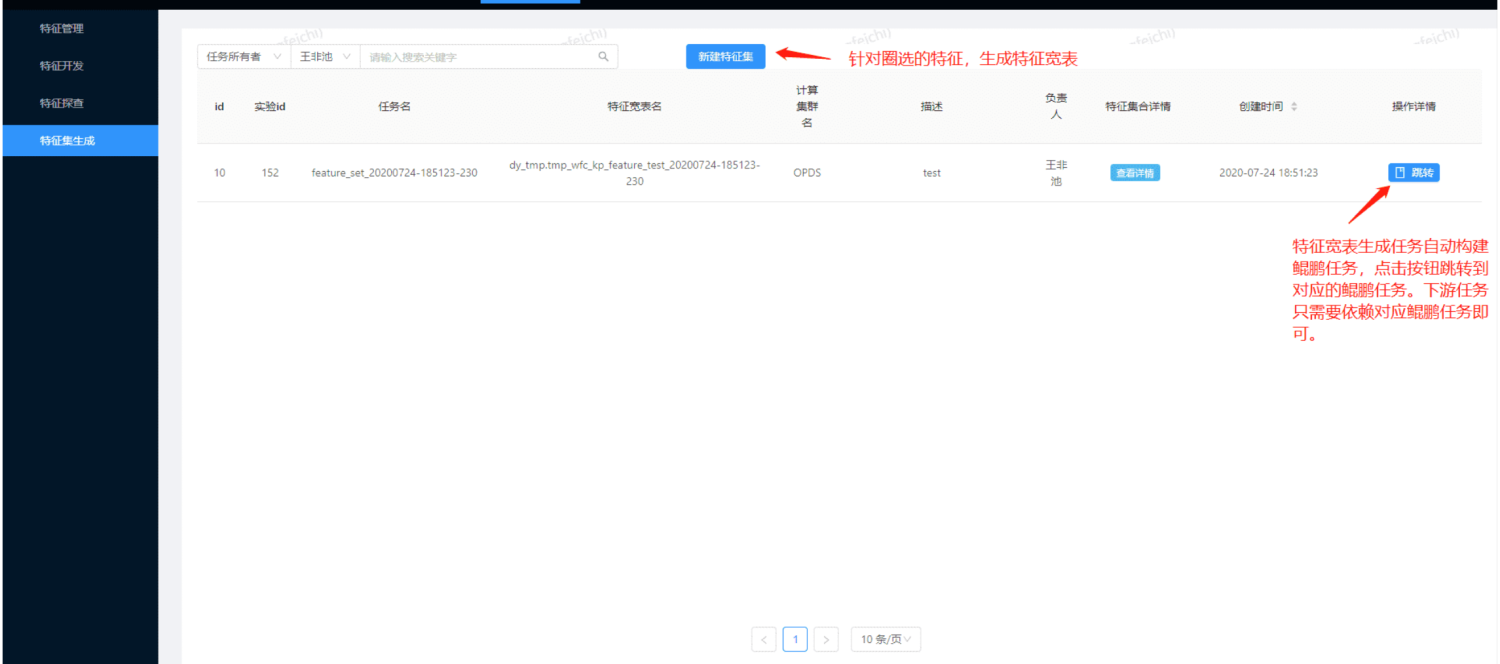 特征管理
特征开发
特征探查
特征集生成
任务所有者
王非池
请输入搜索关键字
新建特征集
针对圈选的特征，生成特征宽表
id
实验id
任务名
特征宽表名
计算
集群
名
描述
负责
人
特征集合详情
创建时间
操作详情
10
152
feature_set_20200724-185123-230
dy_tmp.tmp_wfc_kp_feature_test_20200724-185123-
230
OPDS
test
王非
池
查看详情
2020-07-24 18:51:23
跳转
特征宽表生成任务自动构建
鲲鹏任务，点击按钮跳转到
对应的鲲鹏任务。下游任务
只需要依赖对应鲲鹏任务即
可。
1
10 条/页